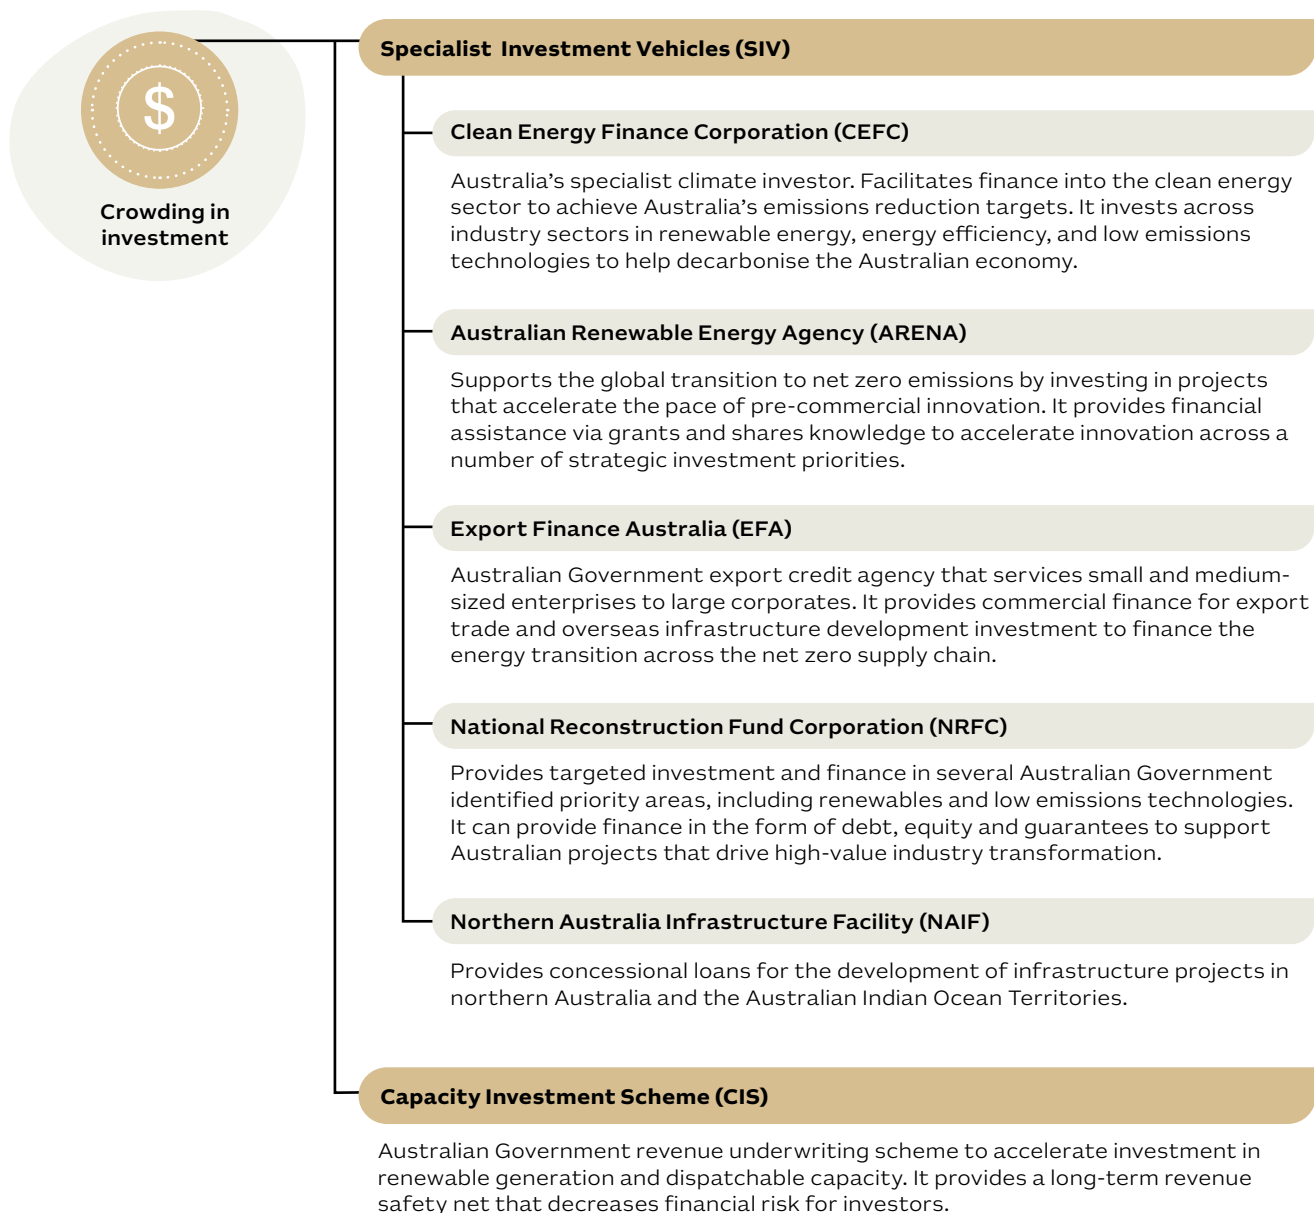 $
Crowding in
investment
Specialist Investment Vehicles (SIV)
Clean Energy Finance Corporation (CEFC)
Australia’s specialist climate investor. Facilitates finance into the clean energy
sector to achieve Australia’s emissions reduction targets. It invests across
industry sectors in renewable energy, energy efficiency, and low emissions
technologies to help decarbonise the Australian economy.
Australian Renewable Energy Agency (ARENA)
Supports the global transition to net zero emissions by investing in projects
that accelerate the pace of pre-commercial innovation. It provides financial
assistance via grants and shares knowledge to accelerate innovation across a
number of strategic investment priorities.
Export Finance Australia (EFA)
Australian Government export credit agency that services small and medium-
sized enterprises to large corporates. It provides commercial finance for export
trade and overseas infrastructure development investment to finance the
energy transition across the net zero supply chain.
National Reconstruction Fund Corporation (NRFC)
Provides targeted investment and finance in several Australian Government
identified priority areas, including renewables and low emissions technologies.
It can provide finance in the form of debt, equity and guarantees to support
Australian projects that drive high-value industry transformation.
Northern Australia Infrastructure Facility (NAIF)
Provides concessional loans for the development of infrastructure projects in
northern Australia and the Australian Indian Ocean Territories.
Capacity Investment Scheme (CIS)
Australian Government revenue underwriting scheme to accelerate investment in
renewable generation and dispatchable capacity. It provides a long-term revenue
safety net that decreases financial risk for investors.